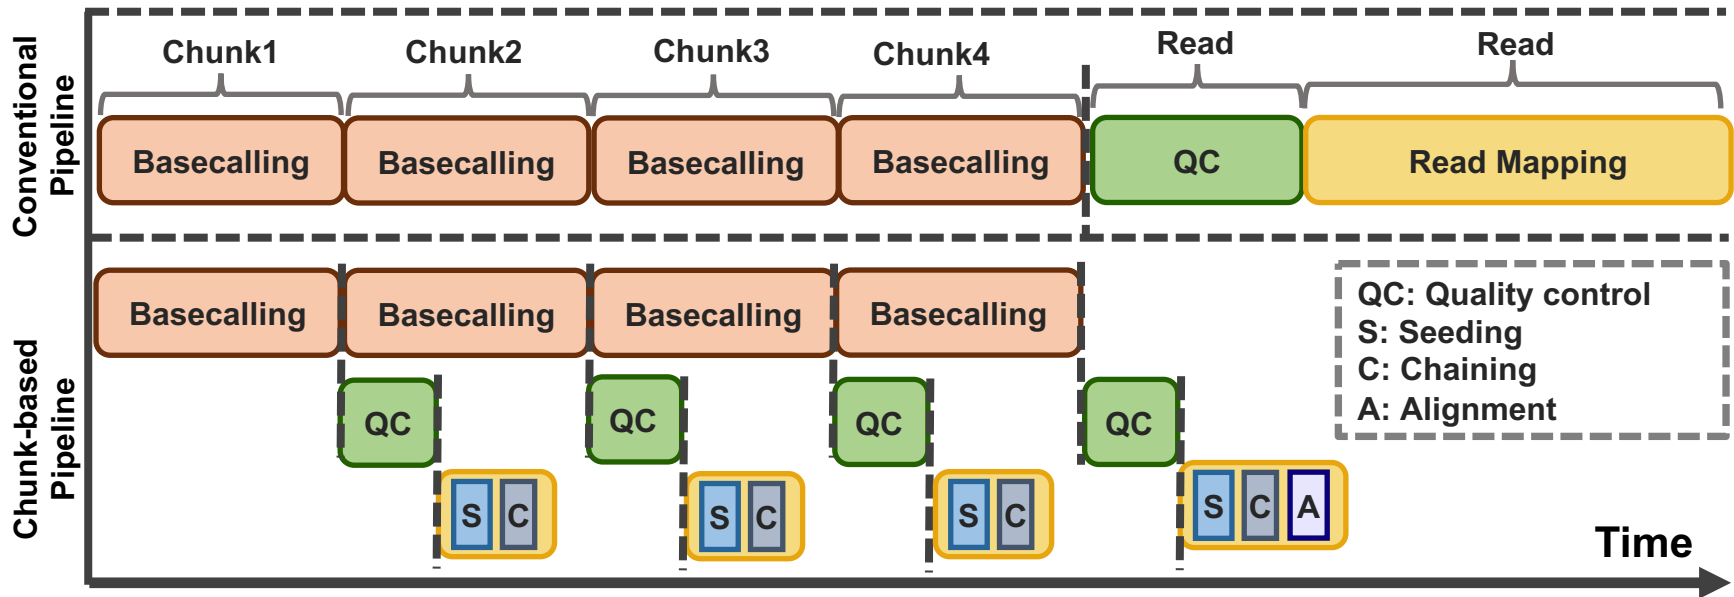 Conventional
Pipeline
Chunk1 Chunk2 Chunk3 Chunk4 Read Read
Basecalling Basecalling Basecalling Basecalling QC Read Mapping
Chunk-based
Pipeline
Basecalling Basecalling Basecalling Basecalling
QC QC QC QC
S C S C S C S C A
QC: Quality control
S: Seeding
C: Chaining
A: Alignment
Time